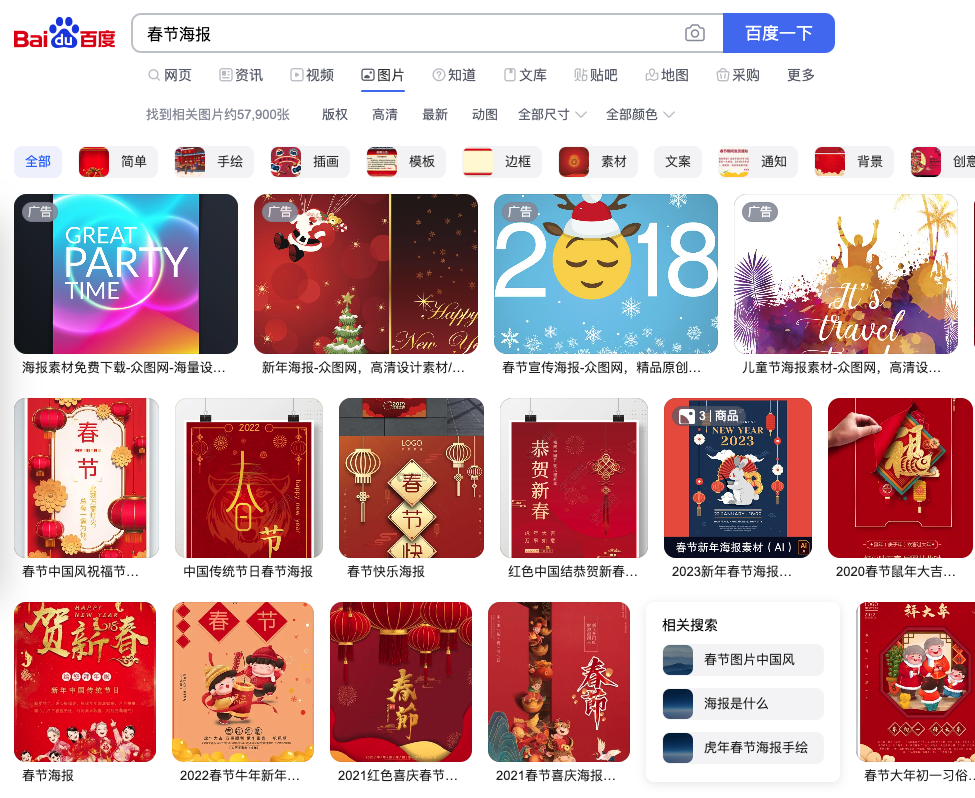 Bai du 百度
春节海报
百度一下
网页 资讯 视频 图片 知道 文库 贴吧 地图 采购 更多
找到相关图片约57,900张 版权 高清 最新 动图 全部尺寸 全部颜色
全部 简单 手绘 插画 模板 边框 素材 文案 通知 背景 创意
广告
GREAT
PARTY
TIME
广告
Happy
New Y
广告
2018
广告
It's
travel
海报素材免费下载-众图网-海量设...
新年海报-众图网，高清设计素材/...
春节宣传海报-众图网，精品原创...
儿童节海报素材-众图网，高清设...
春
节
2022
春
节
happy new year
LOGO
春
节
快
恭贺新春
3 | 商品
NEW YEAR
2023
春节新年海报素材（AI）
福
春节中国风祝福节...
中国传统节日春节海报
春节快乐海报
红色中国结恭贺新春...
2023新年春节海报...
2020春节鼠年大吉...
HAPPY
NEW YEAR
贺新春
新年中国传统节日
春节
春節
春節
相关搜索
春节图片中国风
海报是什么
虎年春节海报手绘
拜大年
春节海报
2022春节牛年新年...
2021红色喜庆春节...
2021春节喜庆海报...
春节大年初一习俗...